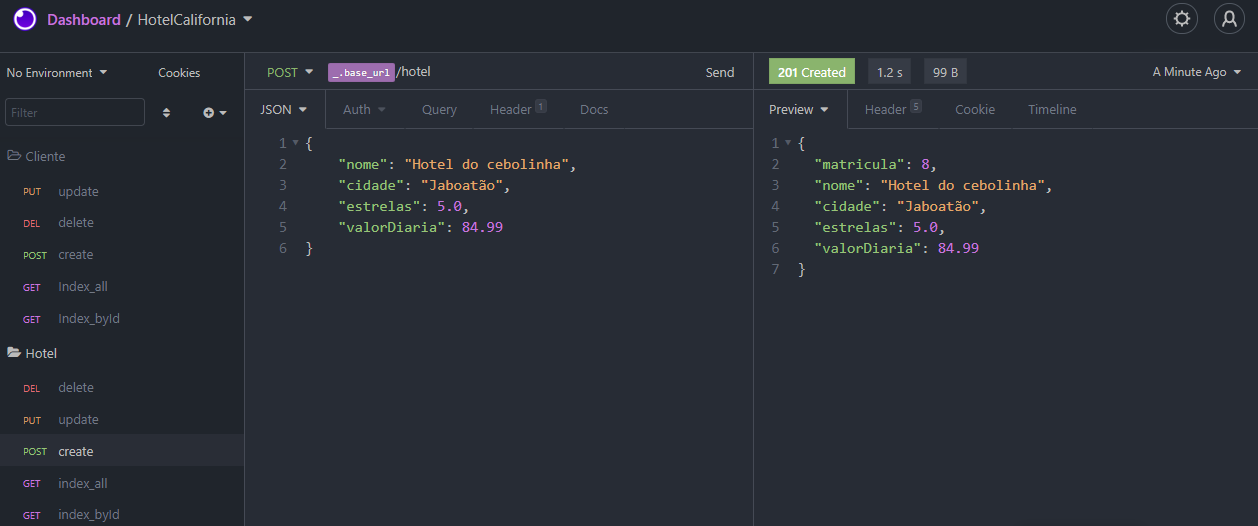 Dashboard / HotelCalifornia
No Environment Cookies
Filter
Cliente
PUT update
DEL delete
POST create
GET Index_all
GET Index_byId
Hotel
DEL delete
PUT update
POST create
GET index_all
GET index_byId
POST _.base_url/hotel Send
JSON Auth Query Header 1 Docs
1 {
2 "nome": "Hotel do cebolinha",
3 "cidade": "Jaboatão",
4 "estrelas": 5.0,
5 "valorDiaria": 84.99
6 }
201 Created 1.2 s 99 B A Minute Ago
Preview Header 5 Cookie Timeline
1 {
2 "matricula": 8,
3 "nome": "Hotel do cebolinha",
4 "cidade": "Jaboatão",
5 "estrelas": 5.0,
6 "valorDiaria": 84.99
7 }